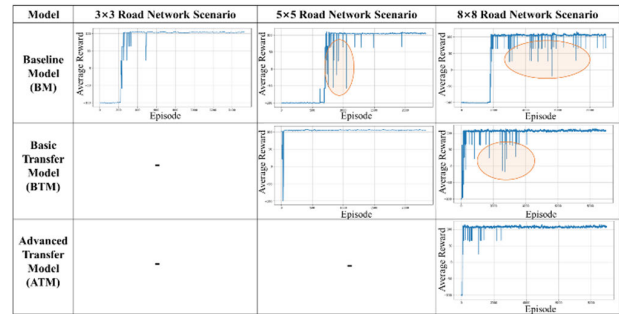 Model 3×3 Road Network Scenario 5×5 Road Network Scenario 8×8 Road Network Scenario
Baseline
Model
(BM)
Average Reward
Episode
Average Reward
Episode
Average Reward
Episode
Basic
Transfer
Model
(BTM)
-
Average Reward
Episode
Average Reward
Episode
Advanced
Transfer
Model
(ATM)
-
-
Average Reward
Episode